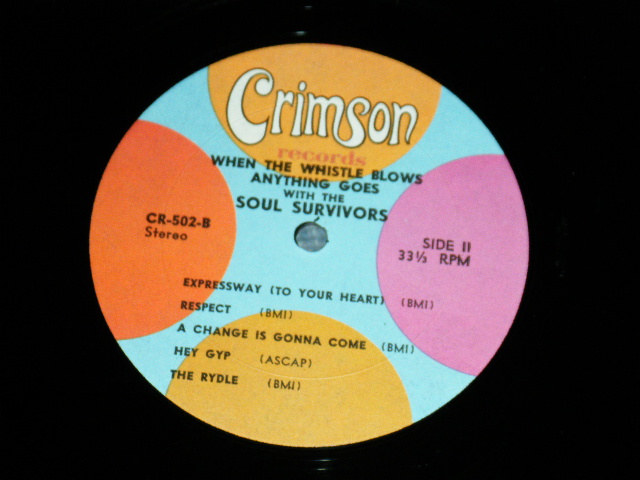 Crimson
records
WHEN THE WHISTLE BLOWS
ANYTHING GOES
WITH THE
SOUL SURVIVORS
CR-502-B
Stereo
SIDE II
33⅓ RPM
EXPRESSWAY (TO YOUR HEART) (BMI)
RESPECT (BMI)
A CHANGE IS GONNA COME (BMI)
HEY GYP (ASCAP)
THE RYDLE (BMI)